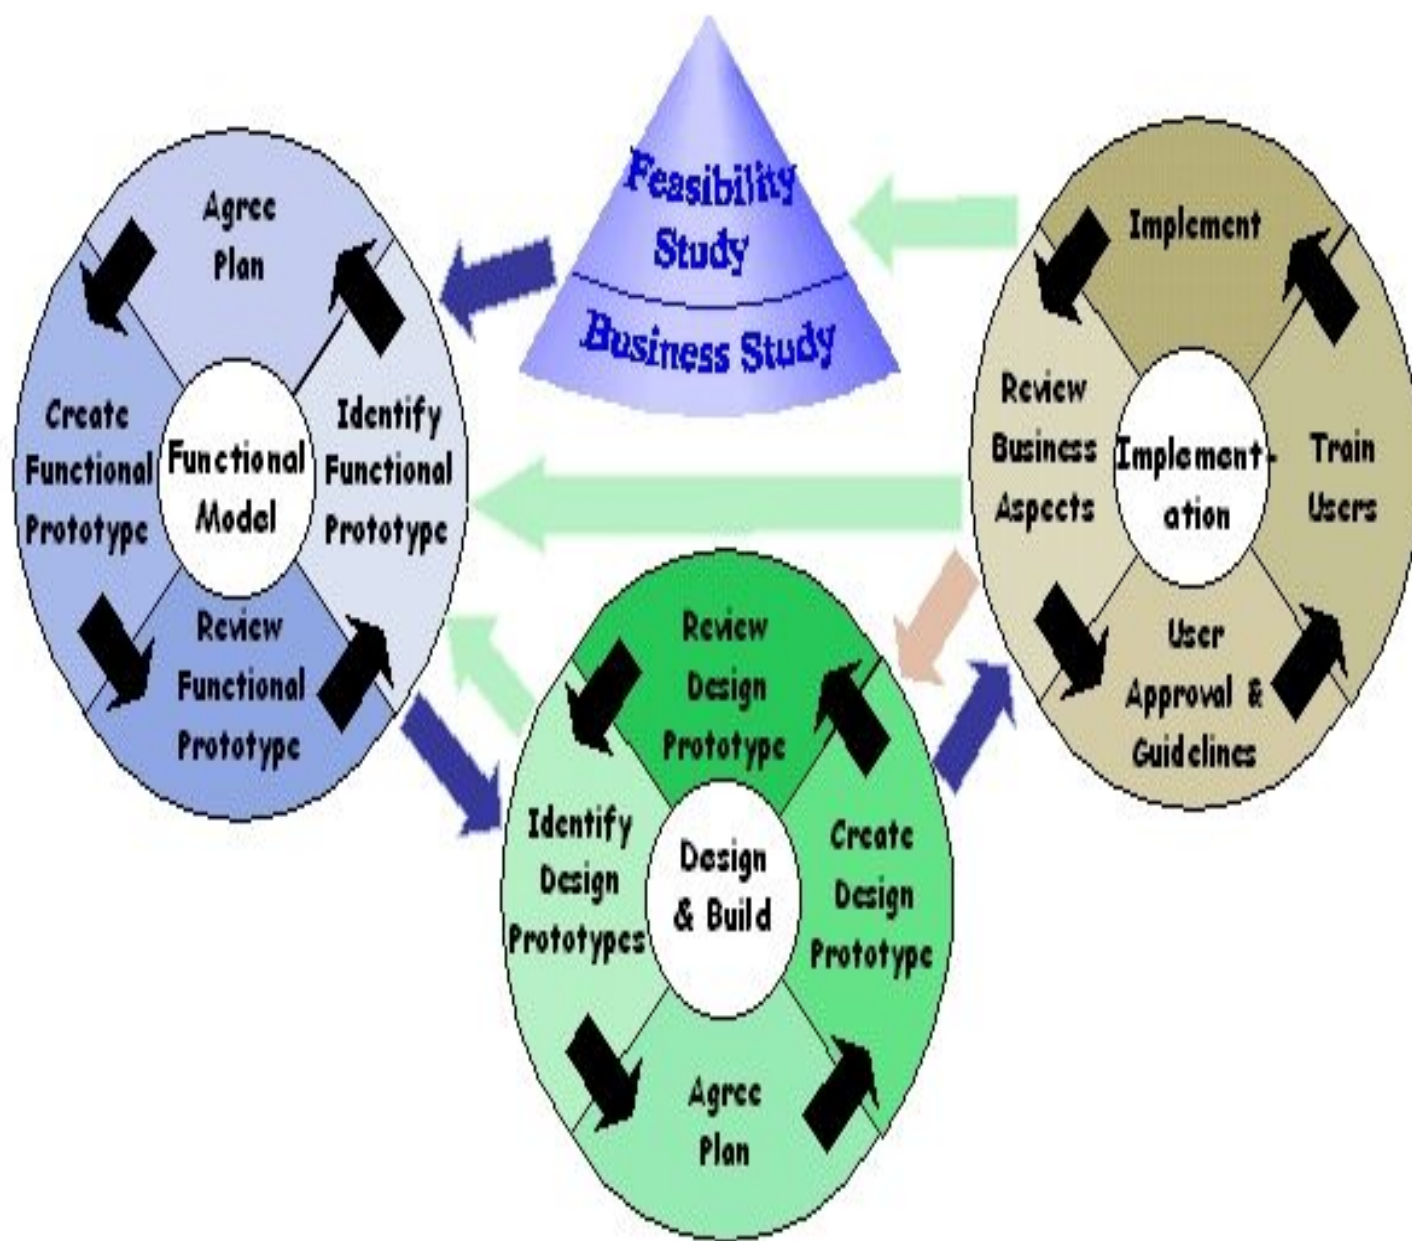 Feasibility
Study
Business Study
Agree
Plan
Create
Functional
Prototype
Functional
Model
Identify
Functional
Prototype
Review
Functional
Prototype
Review
Design
Prototype
Identify
Design
Prototypes
Design
& Build
Create
Design
Prototype
Agree
Plan
Implement
Review
Business
Aspects
Implement-
ation
Train
Users
User
Approval &
Guidelines